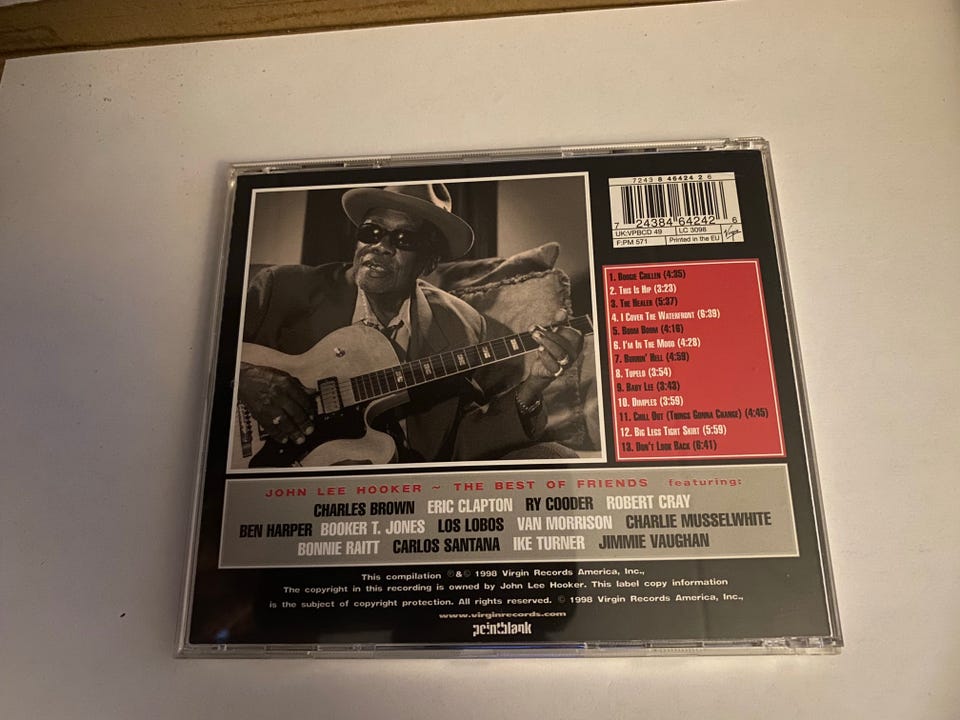 7243 8 46424 2 6
7 24384 64242 6
UK:VPBCD 49 LC 3098
F:PM 571 Printed in the EU Virgin
1. Boogie Chillen (4:35)
2. This Is Hip (3:23)
3. The Healer (5:37)
4. I Cover The Waterfront (6:39)
5. Boom Boom (4:16)
6. I'm In The Mood (4:28)
7. Burnin' Hell (4:59)
8. Tupelo (3:54)
9. Baby Lee (3:43)
10. Dimples (3:59)
11. Chill Out (Things Gonna Change) (4:45)
12. Big Legs Tight Skirt (5:59)
13. Don't Look Back (6:41)
JOHN LEE HOOKER ~ THE BEST OF FRIENDS featuring:
CHARLES BROWN ERIC CLAPTON RY COODER ROBERT CRAY
BEN HARPER BOOKER T. JONES LOS LOBOS VAN MORRISON CHARLIE MUSSELWHITE
BONNIE RAITT CARLOS SANTANA IKE TURNER JIMMIE VAUGHAN
This compilation ℗&© 1998 Virgin Records America, Inc.,
The copyright in this recording is owned by John Lee Hooker. This label copy information
is the subject of copyright protection. All rights reserved. © 1998 Virgin Records America, Inc.,
www.virginrecords.com
pointblank